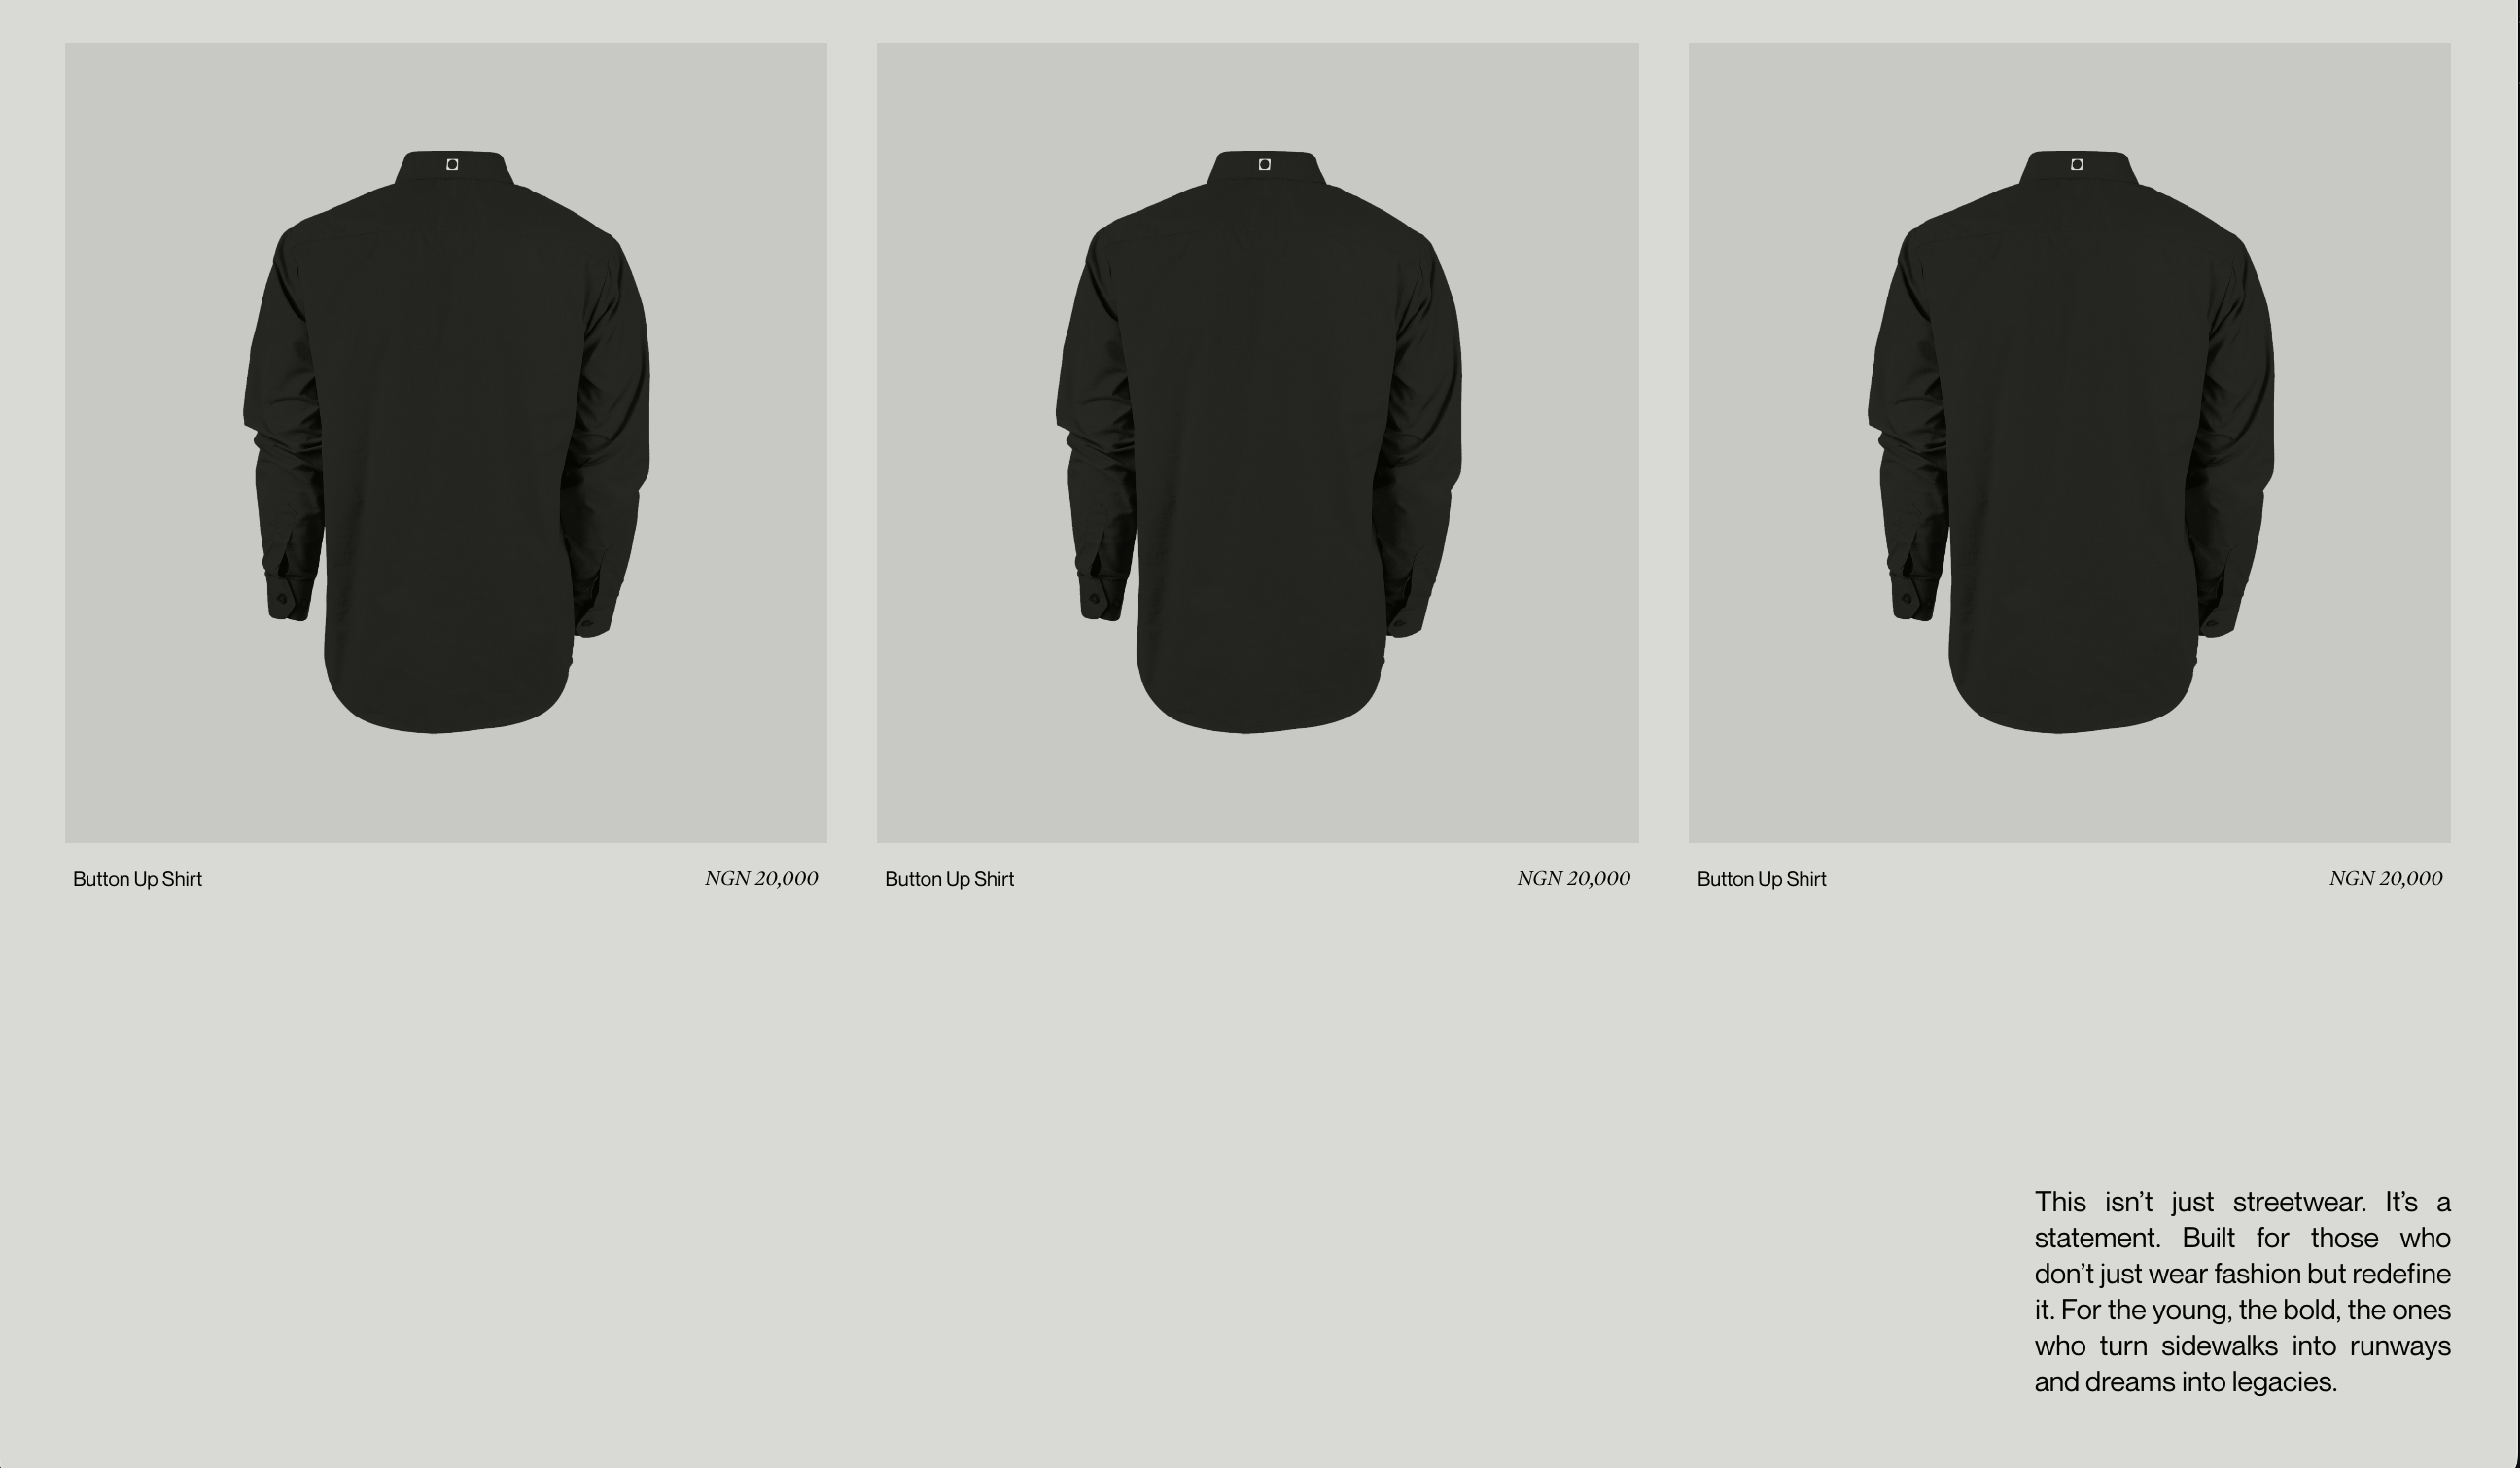 Button Up Shirt NGN 20,000 Button Up Shirt NGN 20,000 Button Up Shirt NGN 20,000
This isn’t just streetwear. It’s a
statement. Built for those who
don’t just wear fashion but redefine
it. For the young, the bold, the ones
who turn sidewalks into runways
and dreams into legacies.